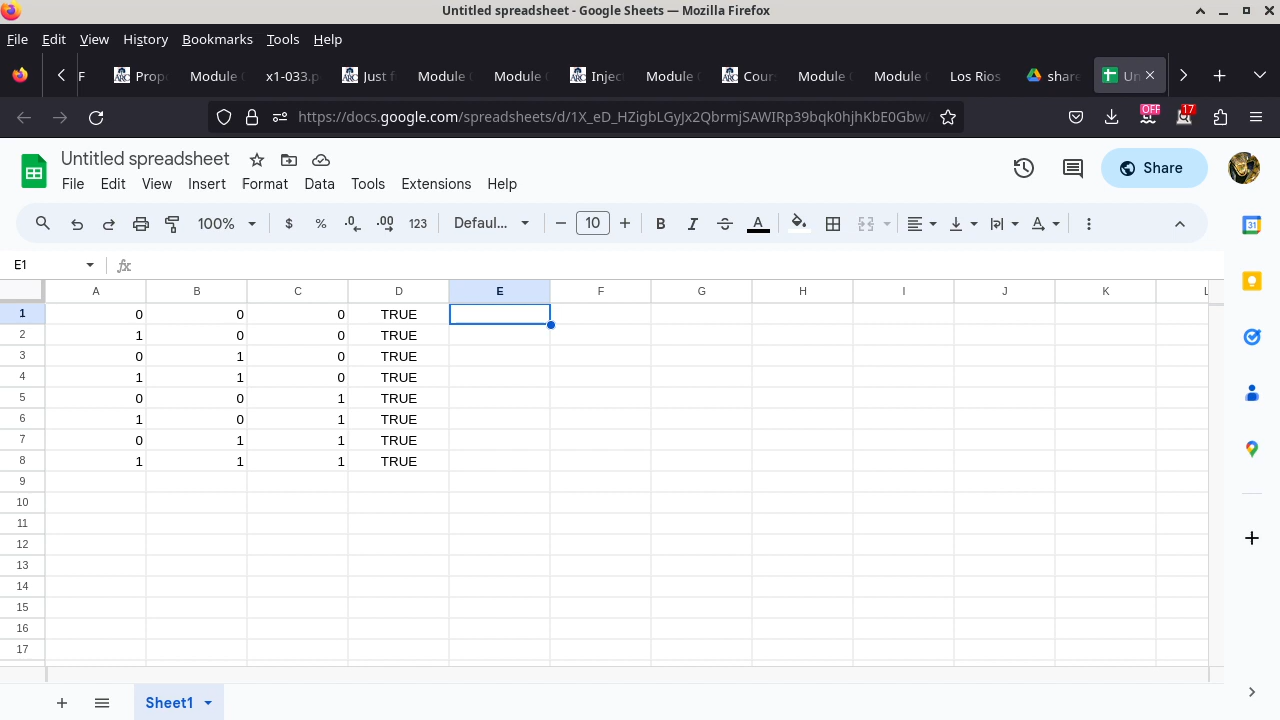 Untitled spreadsheet - Google Sheets — Mozilla Firefox
File Edit View History Bookmarks Tools Help
F Prop Module ( x1-033.p Just f Module ( Module ( Inject Module ( Cour Module ( Module ( Los Rios share Un
https://docs.google.com/spreadsheets/d/1X_eD_HZigbLGyJx2QbrmjSAWIRp39bqk0hjhKbE0Gbw/ OFF 17
Untitled spreadsheet
File Edit View Insert Format Data Tools Extensions Help
Share
31
100% $ % .0 .00 123 Defaul... 10 B I S A A
E1 fx
A B C D E F G H I J K L
1 0 0 0 TRUE
2 1 0 0 TRUE
3 0 1 0 TRUE
4 1 1 0 TRUE
5 0 0 1 TRUE
6 1 0 1 TRUE
7 0 1 1 TRUE
8 1 1 1 TRUE
9
10
11
12
13
14
15
16
17
Sheet1